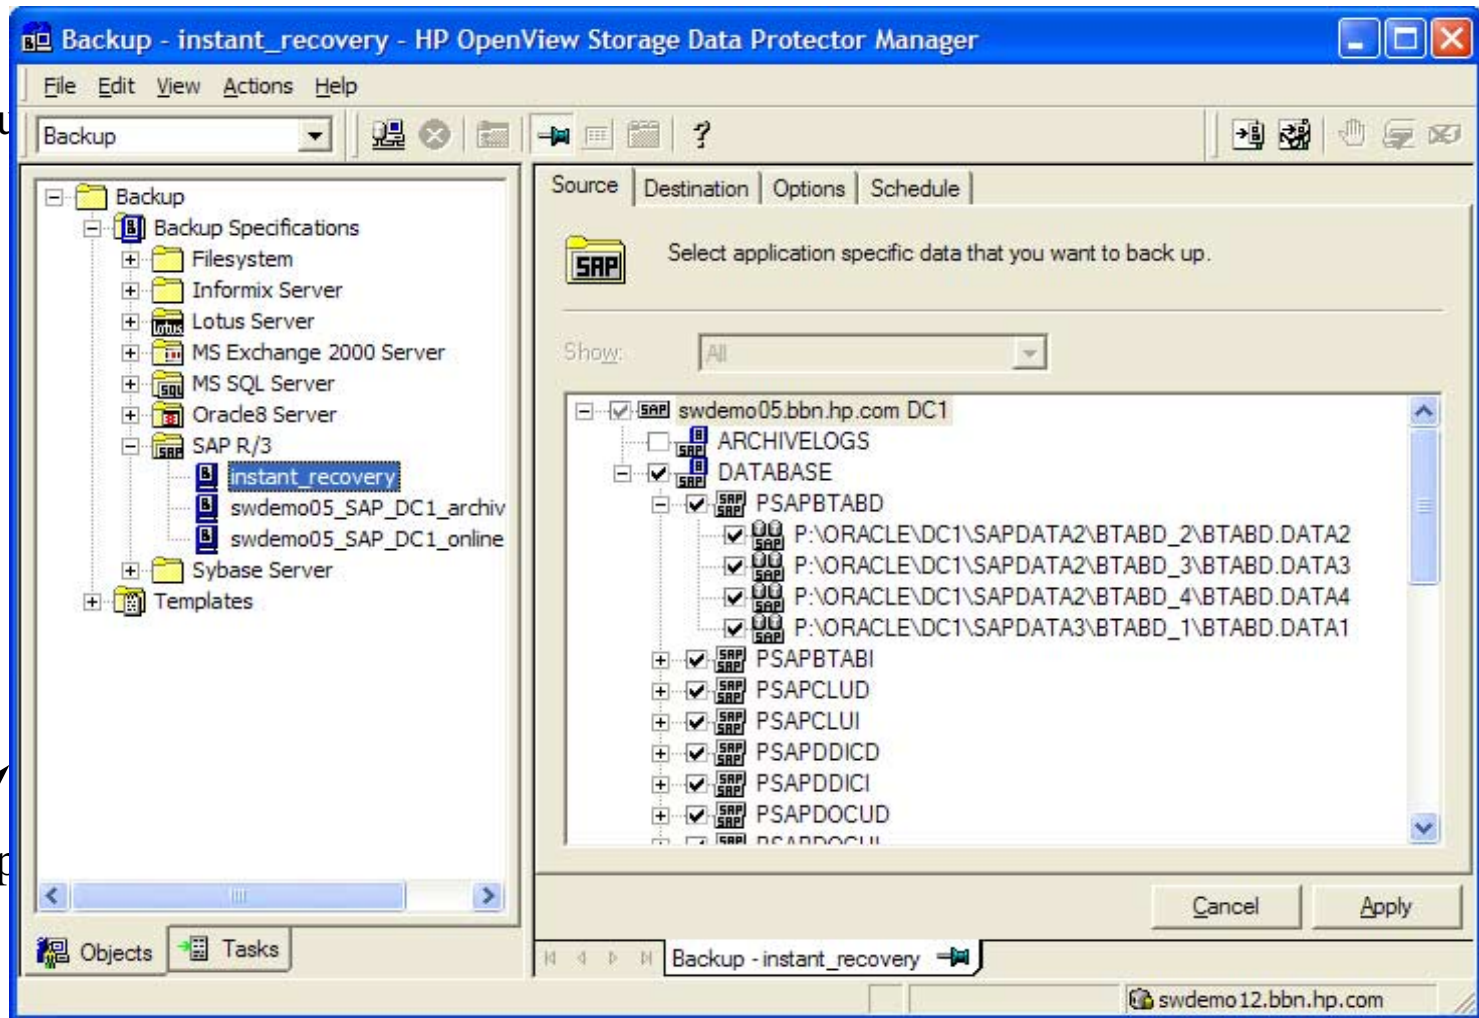 Backup - instant_recovery - HP OpenView Storage Data Protector Manager
File Edit View Actions Help
Backup
?
Backup
Backup Specifications
Filesystem
Informix Server
Lotus Server
MS Exchange 2000 Server
MS SQL Server
Oracle8 Server
SAP R/3
instant_recovery
swdemo05_SAP_DC1_archiv
swdemo05_SAP_DC1_online
Sybase Server
Templates
Objects Tasks
Source Destination Options Schedule
SAP Select application specific data that you want to back up.
Show: All
swdemo05.bbn.hp.com DC1
ARCHIVELOGS
DATABASE
PSAPBTABD
P:\ORACLE\DC1\SAPDATA2\BTABD_2\BTABD.DATA2
P:\ORACLE\DC1\SAPDATA2\BTABD_3\BTABD.DATA3
P:\ORACLE\DC1\SAPDATA2\BTABD_4\BTABD.DATA4
P:\ORACLE\DC1\SAPDATA3\BTABD_1\BTABD.DATA1
PSAPBTABI
PSAPCLUD
PSAPCLUI
PSAPDDICD
PSAPDDICI
PSAPDOCUD
Cancel Apply
Backup - instant_recovery
swdemo12.bbn.hp.com